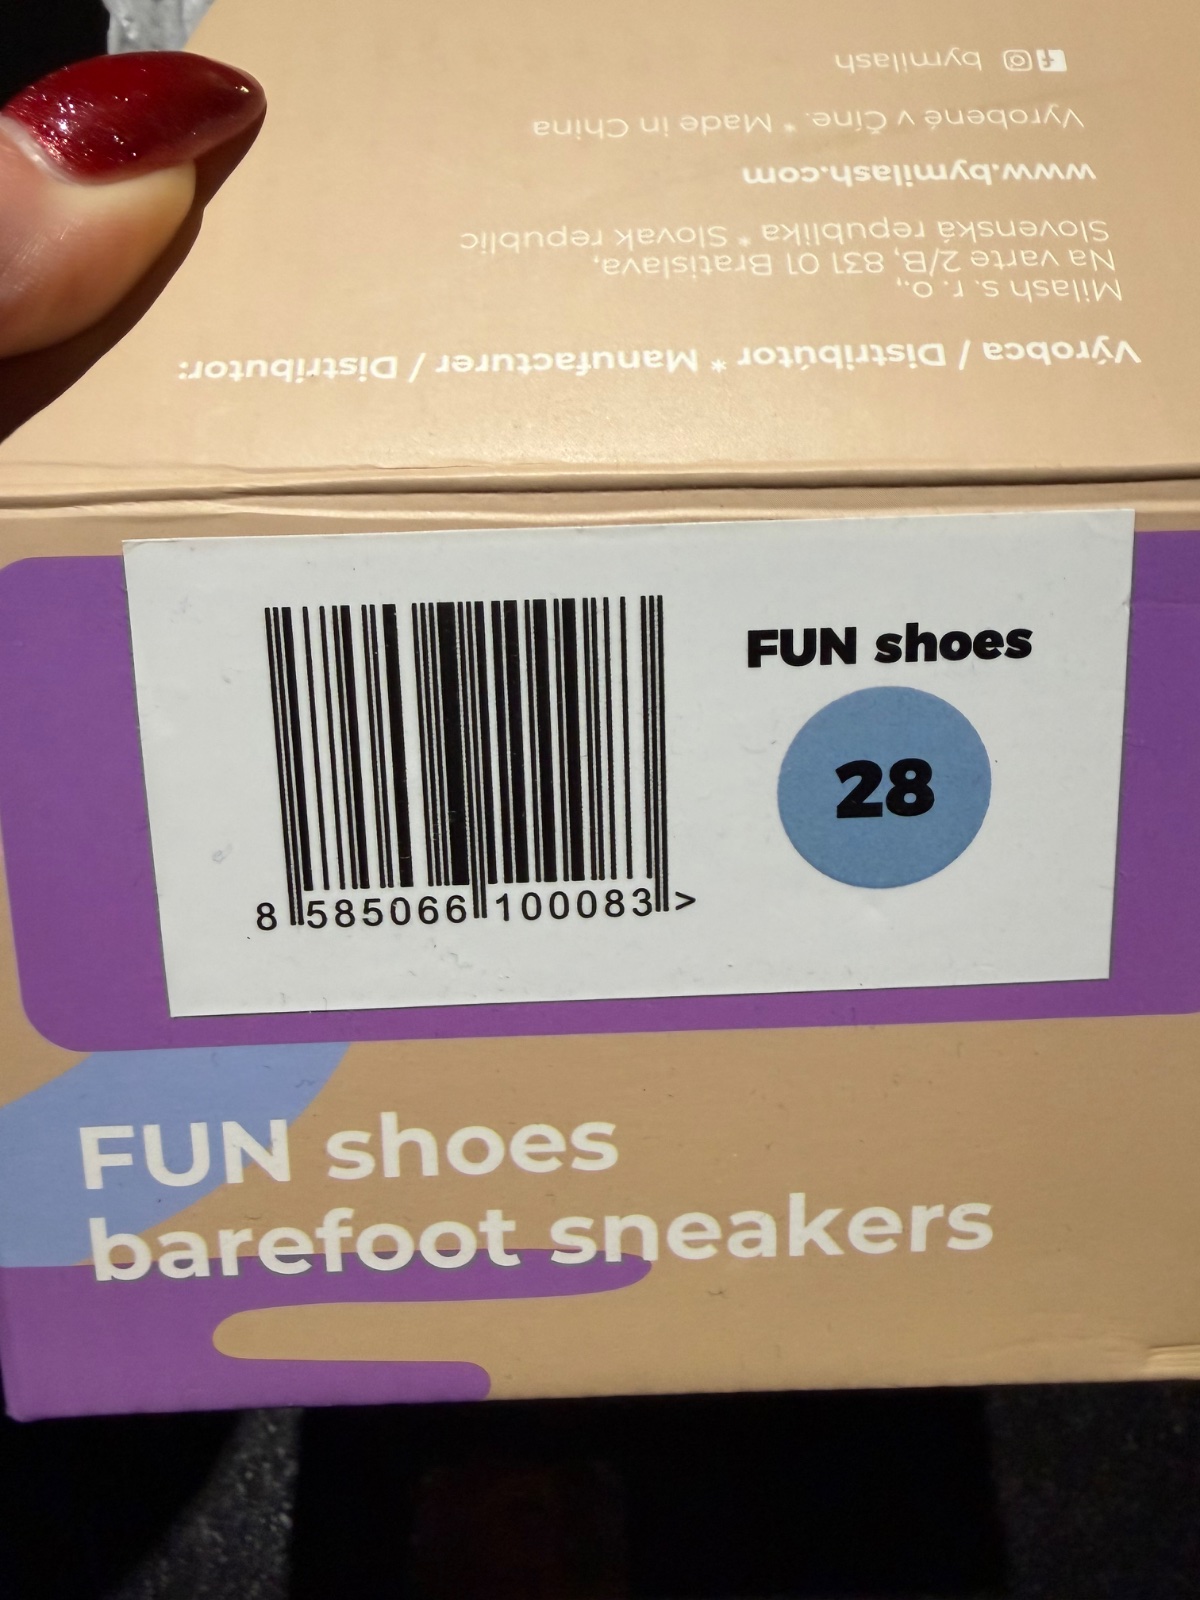 bymilash
Vyrobené v Číne. * Made in China
www.bymilash.com
Slovenská republika * Slovak republic
Na varte 2/B, 831 01 Bratislava,
Milash s. r. o.,
Výrobca / Distribútor * Manufacturer / Distributor:
FUN shoes
28
8 585066 100083 >
FUN shoes
barefoot sneakers